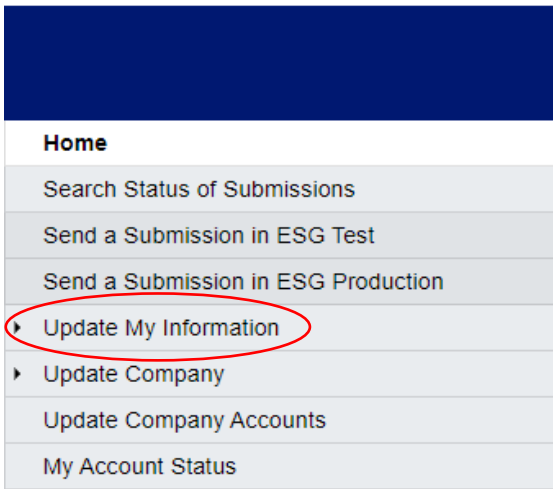 Home
Search Status of Submissions
Send a Submission in ESG Test
Send a Submission in ESG Production
Update My Information
Update Company
Update Company Accounts
My Account Status